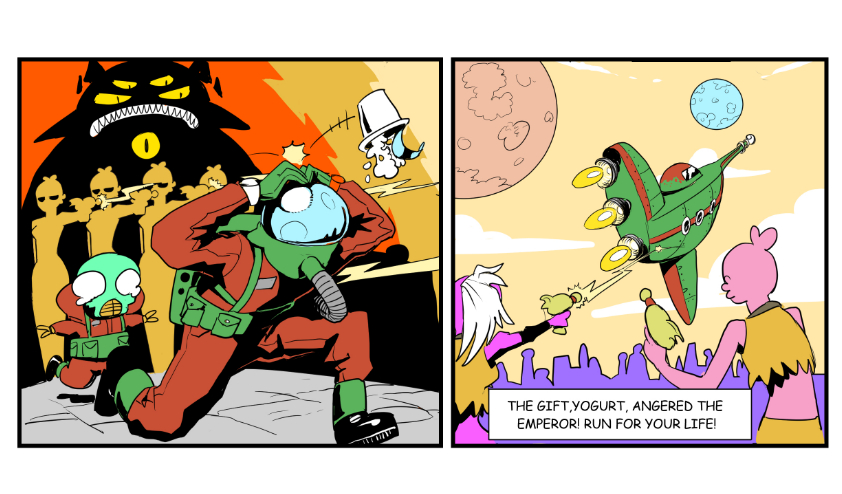 THE GIFT,YOGURT, ANGERED THE
EMPEROR! RUN FOR YOUR LIFE!